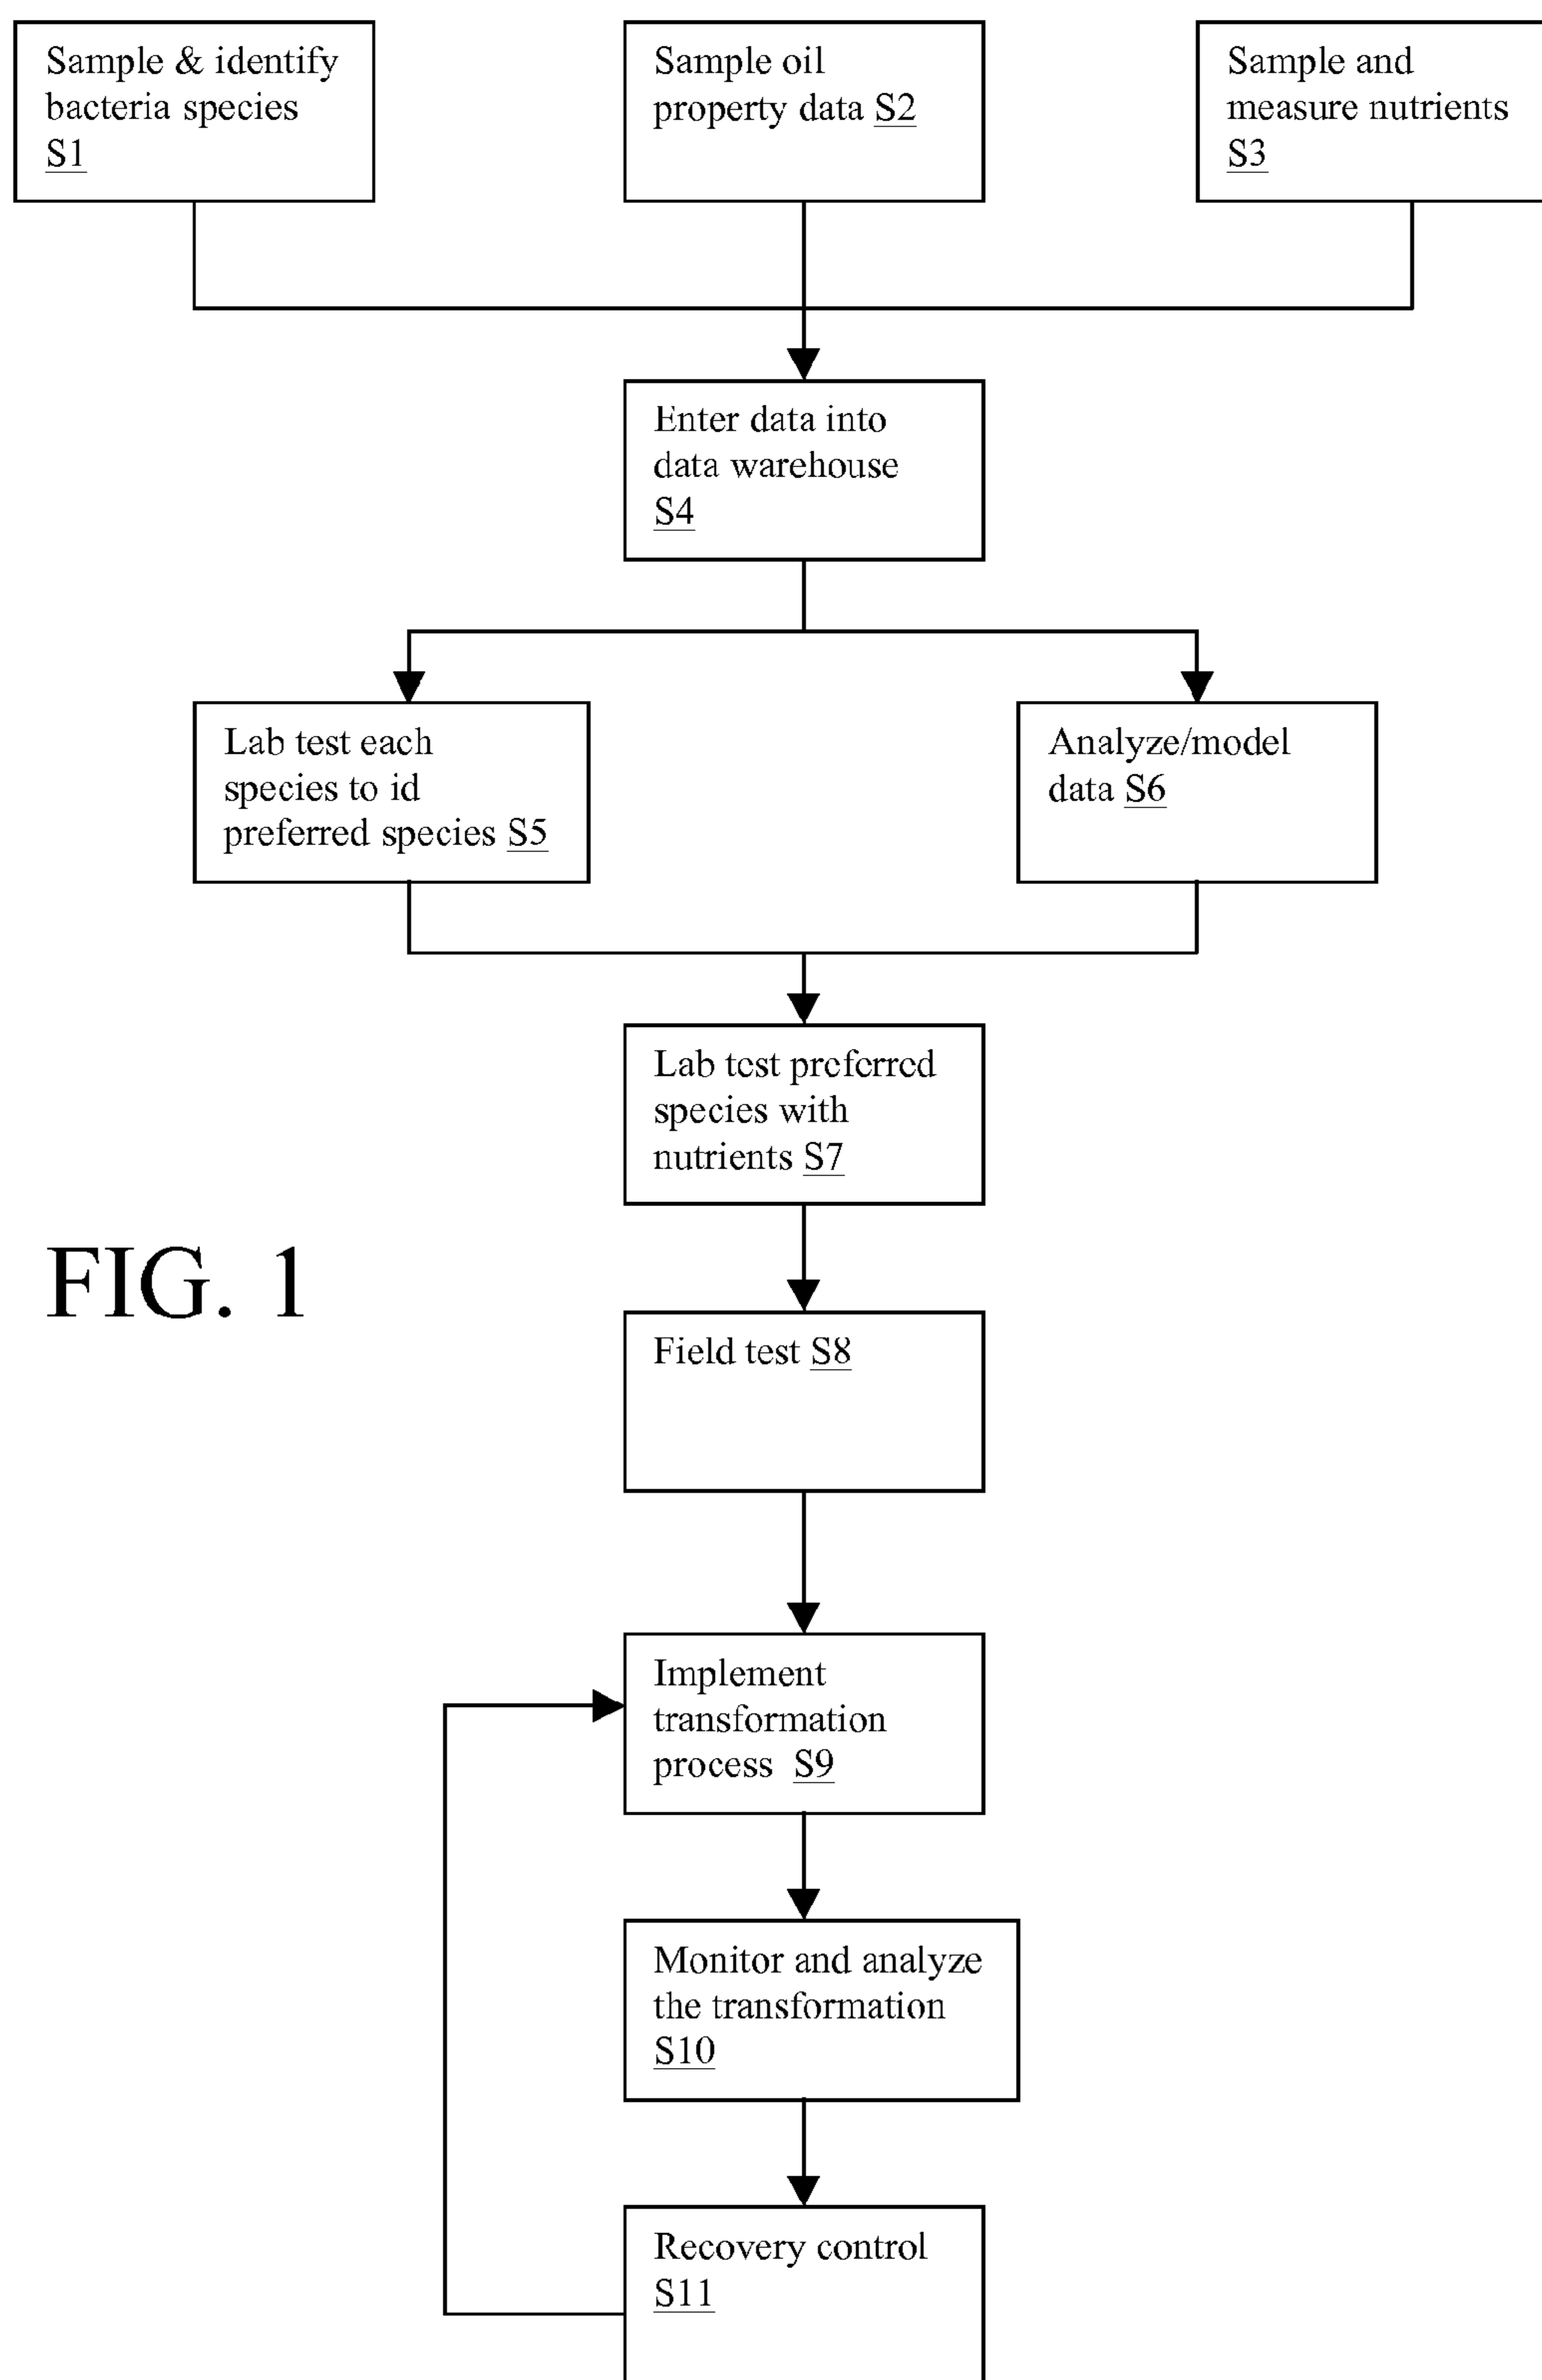 Sample & identify
bacteria species
S1
Sample oil
property data S2
Sample and
measure nutrients
S3
Enter data into
data warehouse
S4
Lab test each
species to id
preferred species S5
Analyze/model
data S6
Lab test preferred
species with
nutrients S7
FIG. 1
Field test S8
Implement
transformation
process S9
Monitor and analyze
the transformation
S10
Recovery control
S11